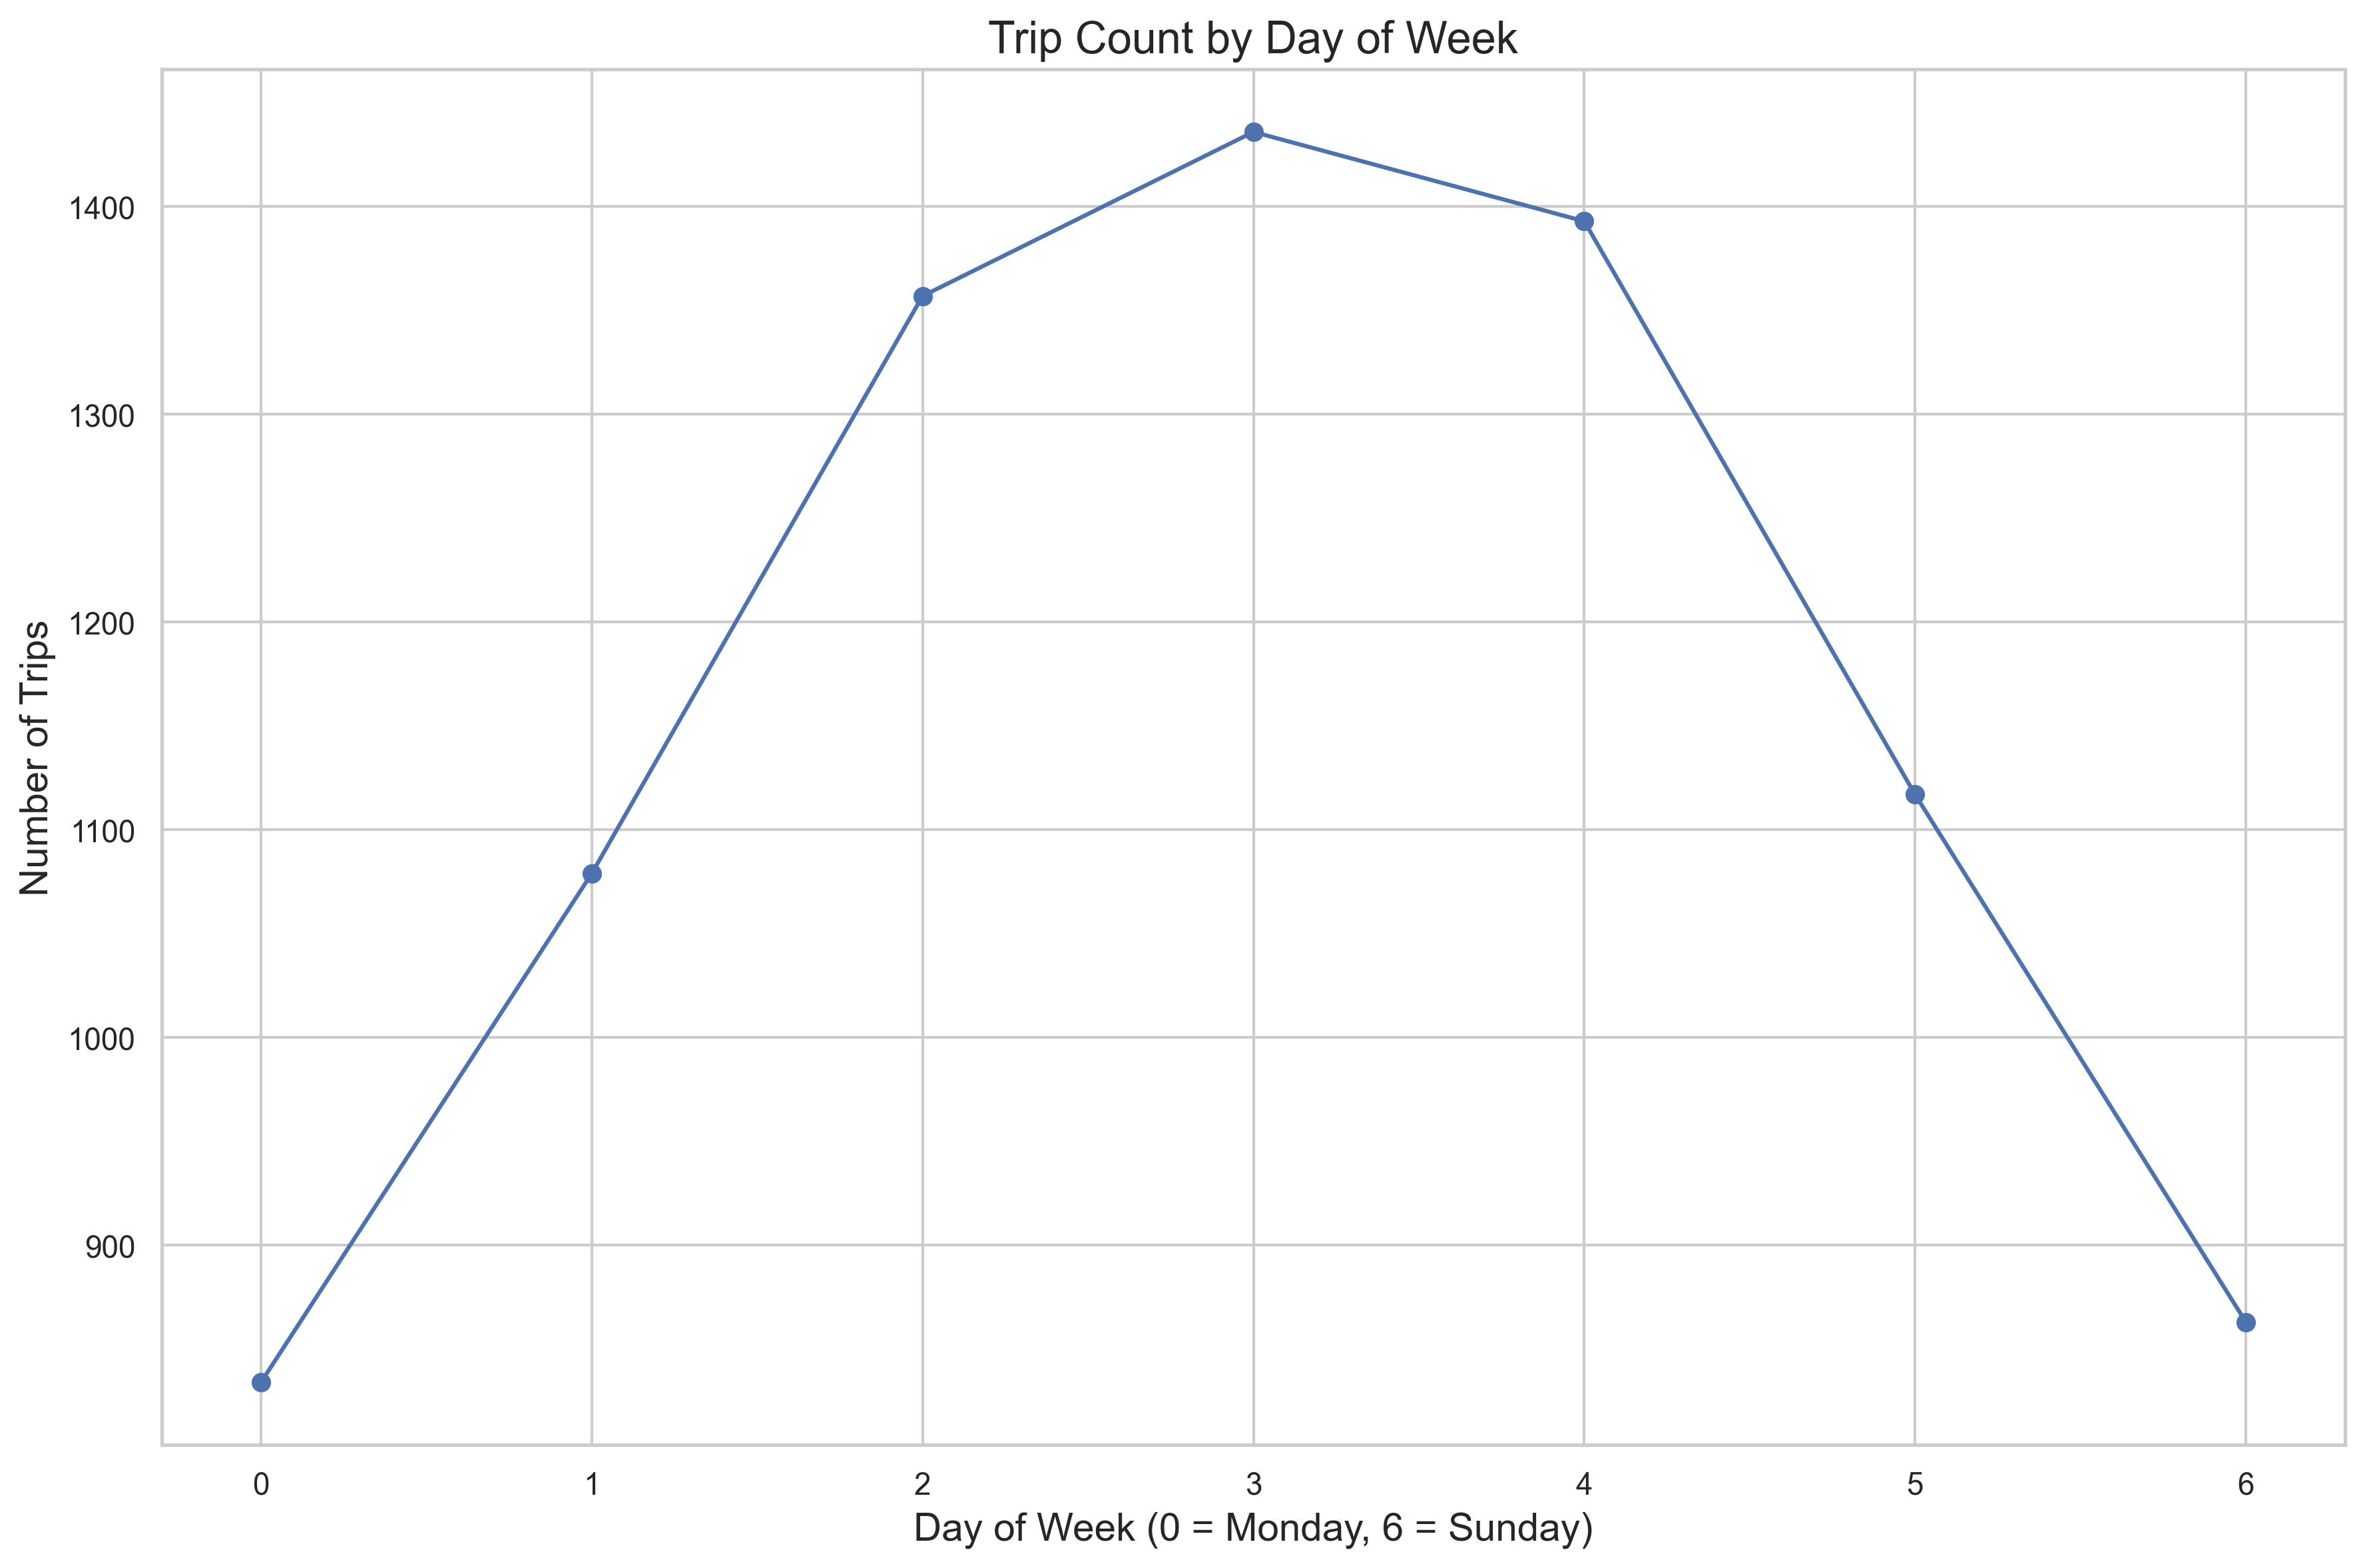 Trip Count by Day of Week
Number of Trips
1400
1300
1200
1100
1000
900
0 1 2 3 4 5 6
Day of Week (0 = Monday, 6 = Sunday)